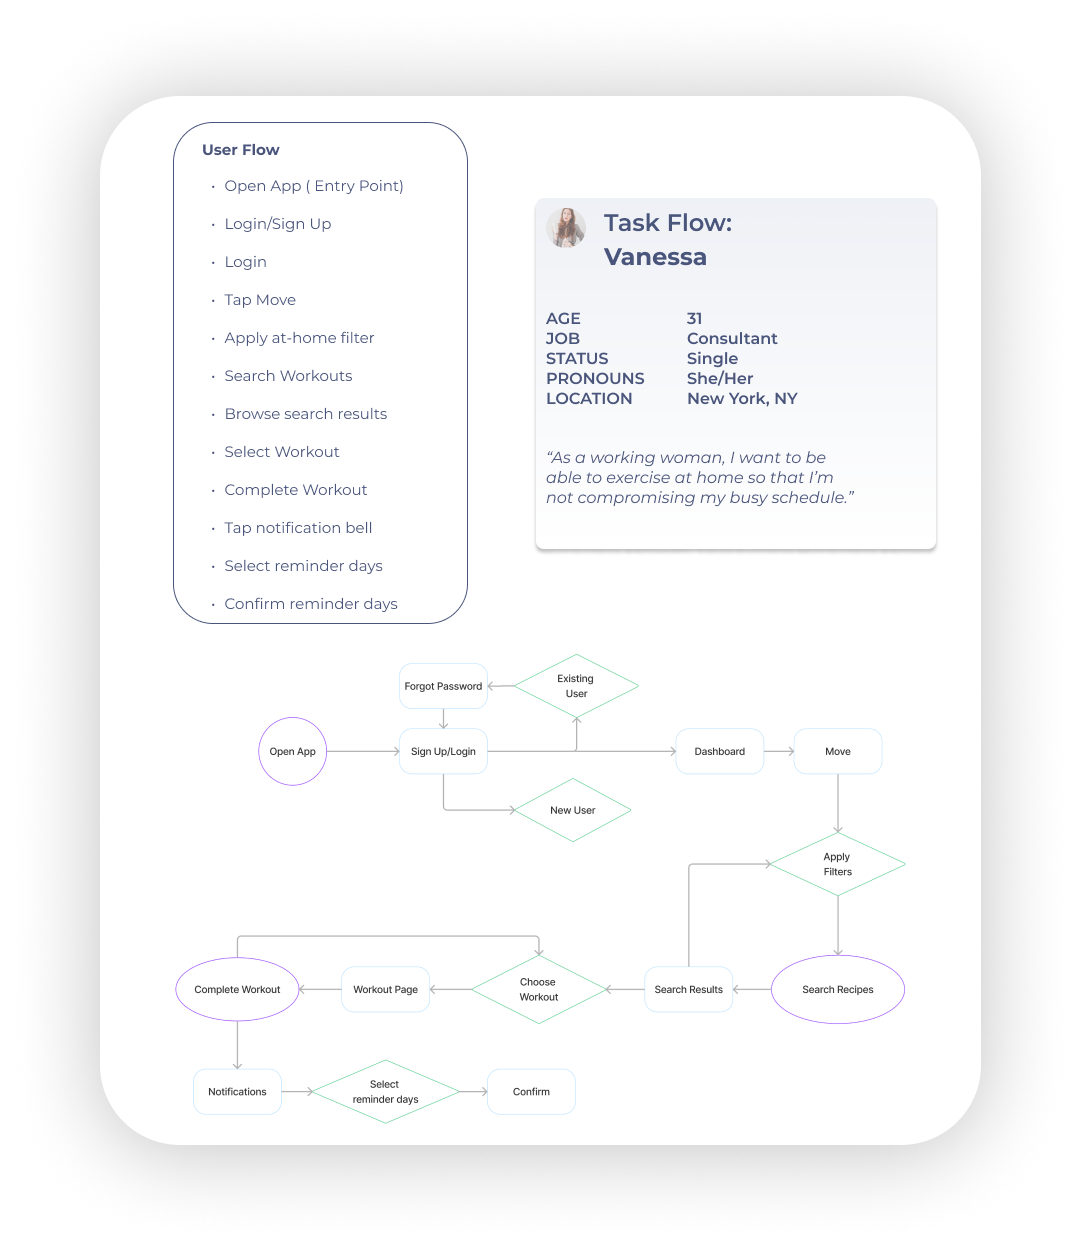 User Flow
• Open App ( Entry Point)
• Login/Sign Up
• Login
• Tap Move
• Apply at-home filter
• Search Workouts
• Browse search results
• Select Workout
• Complete Workout
• Tap notification bell
• Select reminder days
• Confirm reminder days
Task Flow:
Vanessa
AGE 31
JOB Consultant
STATUS Single
PRONOUNS She/Her
LOCATION New York, NY
“As a working woman, I want to be
able to exercise at home so that I’m
not compromising my busy schedule.”
Forgot Password
Existing
User
Open App
Sign Up/Login
Dashboard
Move
New User
Apply
Filters
Complete Workout
Workout Page
Choose
Workout
Search Results
Search Recipes
Notifications
Select
reminder days
Confirm